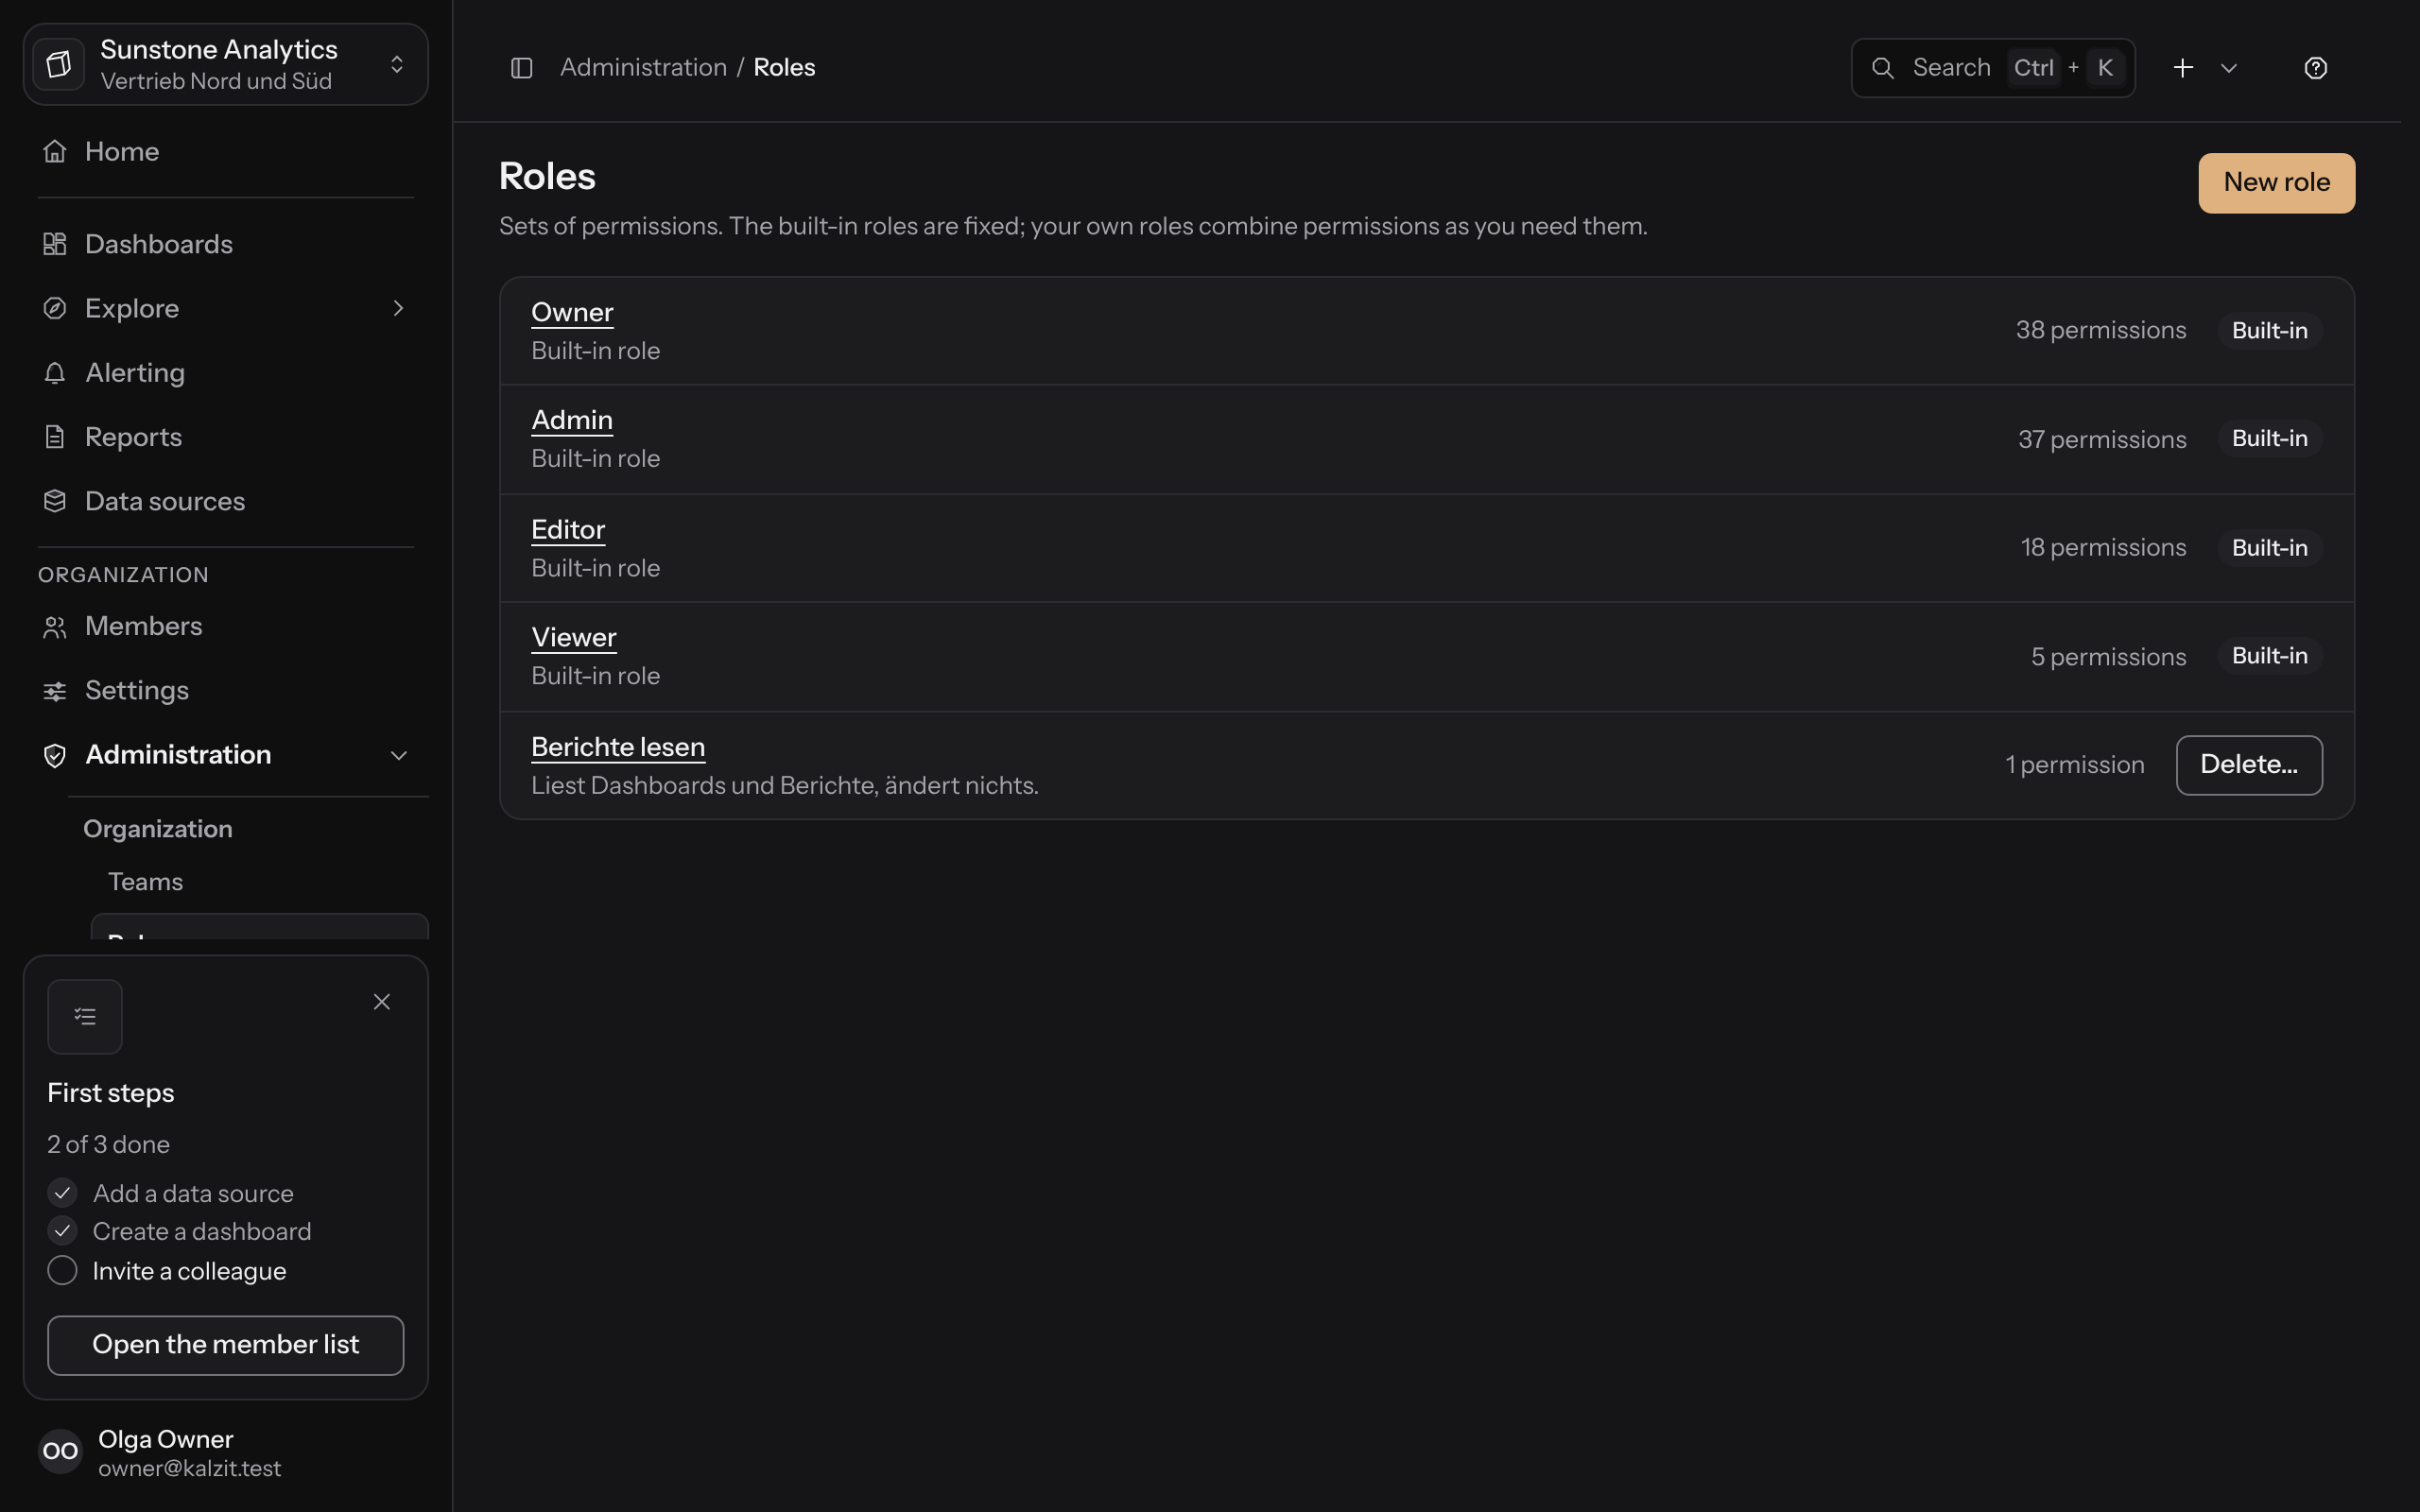 Sunstone Analytics
Vertrieb Nord und Süd
Home
Dashboards
Explore
Alerting
Reports
Data sources
ORGANIZATION
Members
Settings
Administration
Organization
Teams
First steps
2 of 3 done
Add a data source
Create a dashboard
Invite a colleague
Open the member list
OO
Olga Owner
owner@kalzit.test
Administration / Roles
Search Ctrl + K
Roles
New role
Sets of permissions. The built-in roles are fixed; your own roles combine permissions as you need them.
Owner
Built-in role
38 permissions Built-in
Admin
Built-in role
37 permissions Built-in
Editor
Built-in role
18 permissions Built-in
Viewer
Built-in role
5 permissions Built-in
Berichte lesen
Liest Dashboards und Berichte, ändert nichts.
1 permission Delete...